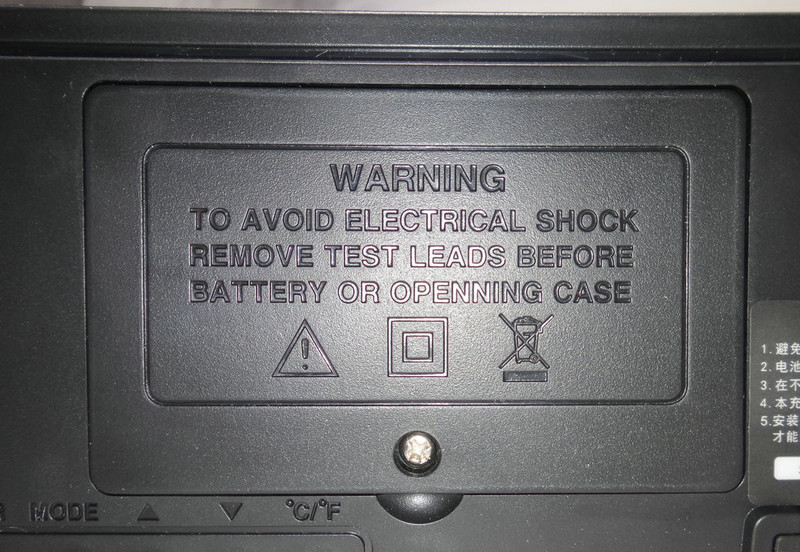 WARNING
TO AVOID ELECTRICAL SHOCK
REMOVE TEST LEADS BEFORE
BATTERY OR OPENNING CASE
1.避免
2.电池
3.在不
4.本充
5.安装
才能
R MODE ▲ ▼ °C/°F